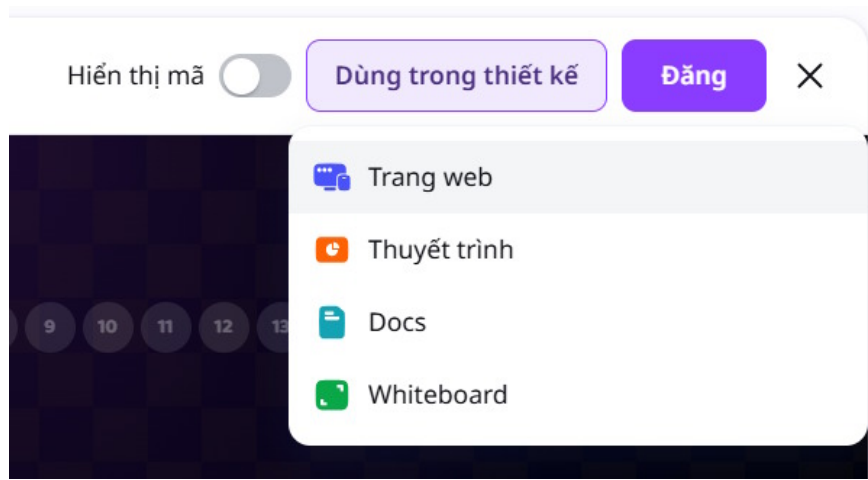 Hiển thị mã Dùng trong thiết kế Đăng
Trang web
Thuyết trình
9 10 11 12 13
Docs
Whiteboard